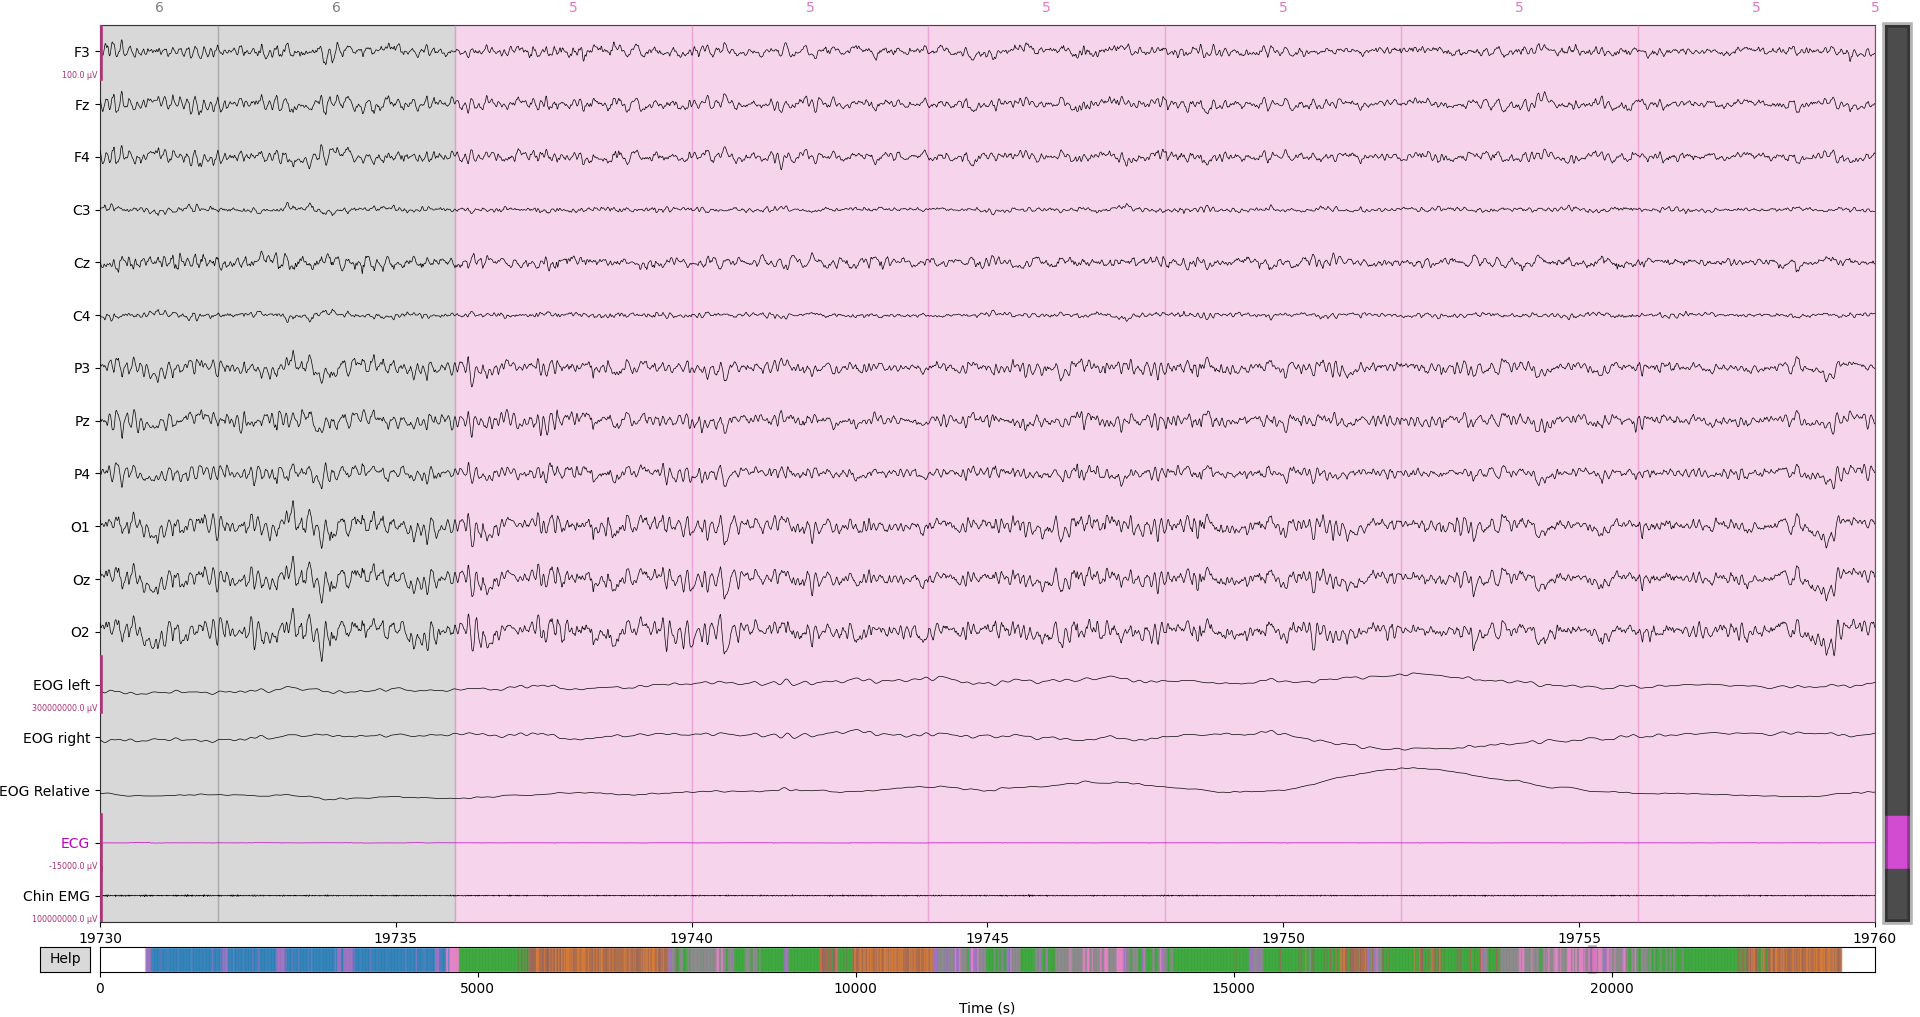 6 6 5 5 5 5 5 5 5
F3
100.0 µV
Fz
F4
C3
Cz
C4
P3
Pz
P4
O1
Oz
O2
EOG left
300000000.0 µV
EOG right
EOG Relative
ECG
-15000.0 µV
Chin EMG
100000000.0 µV
19730 19735 19740 19745 19750 19755 19760
Help
0 5000 10000 15000 20000
Time (s)